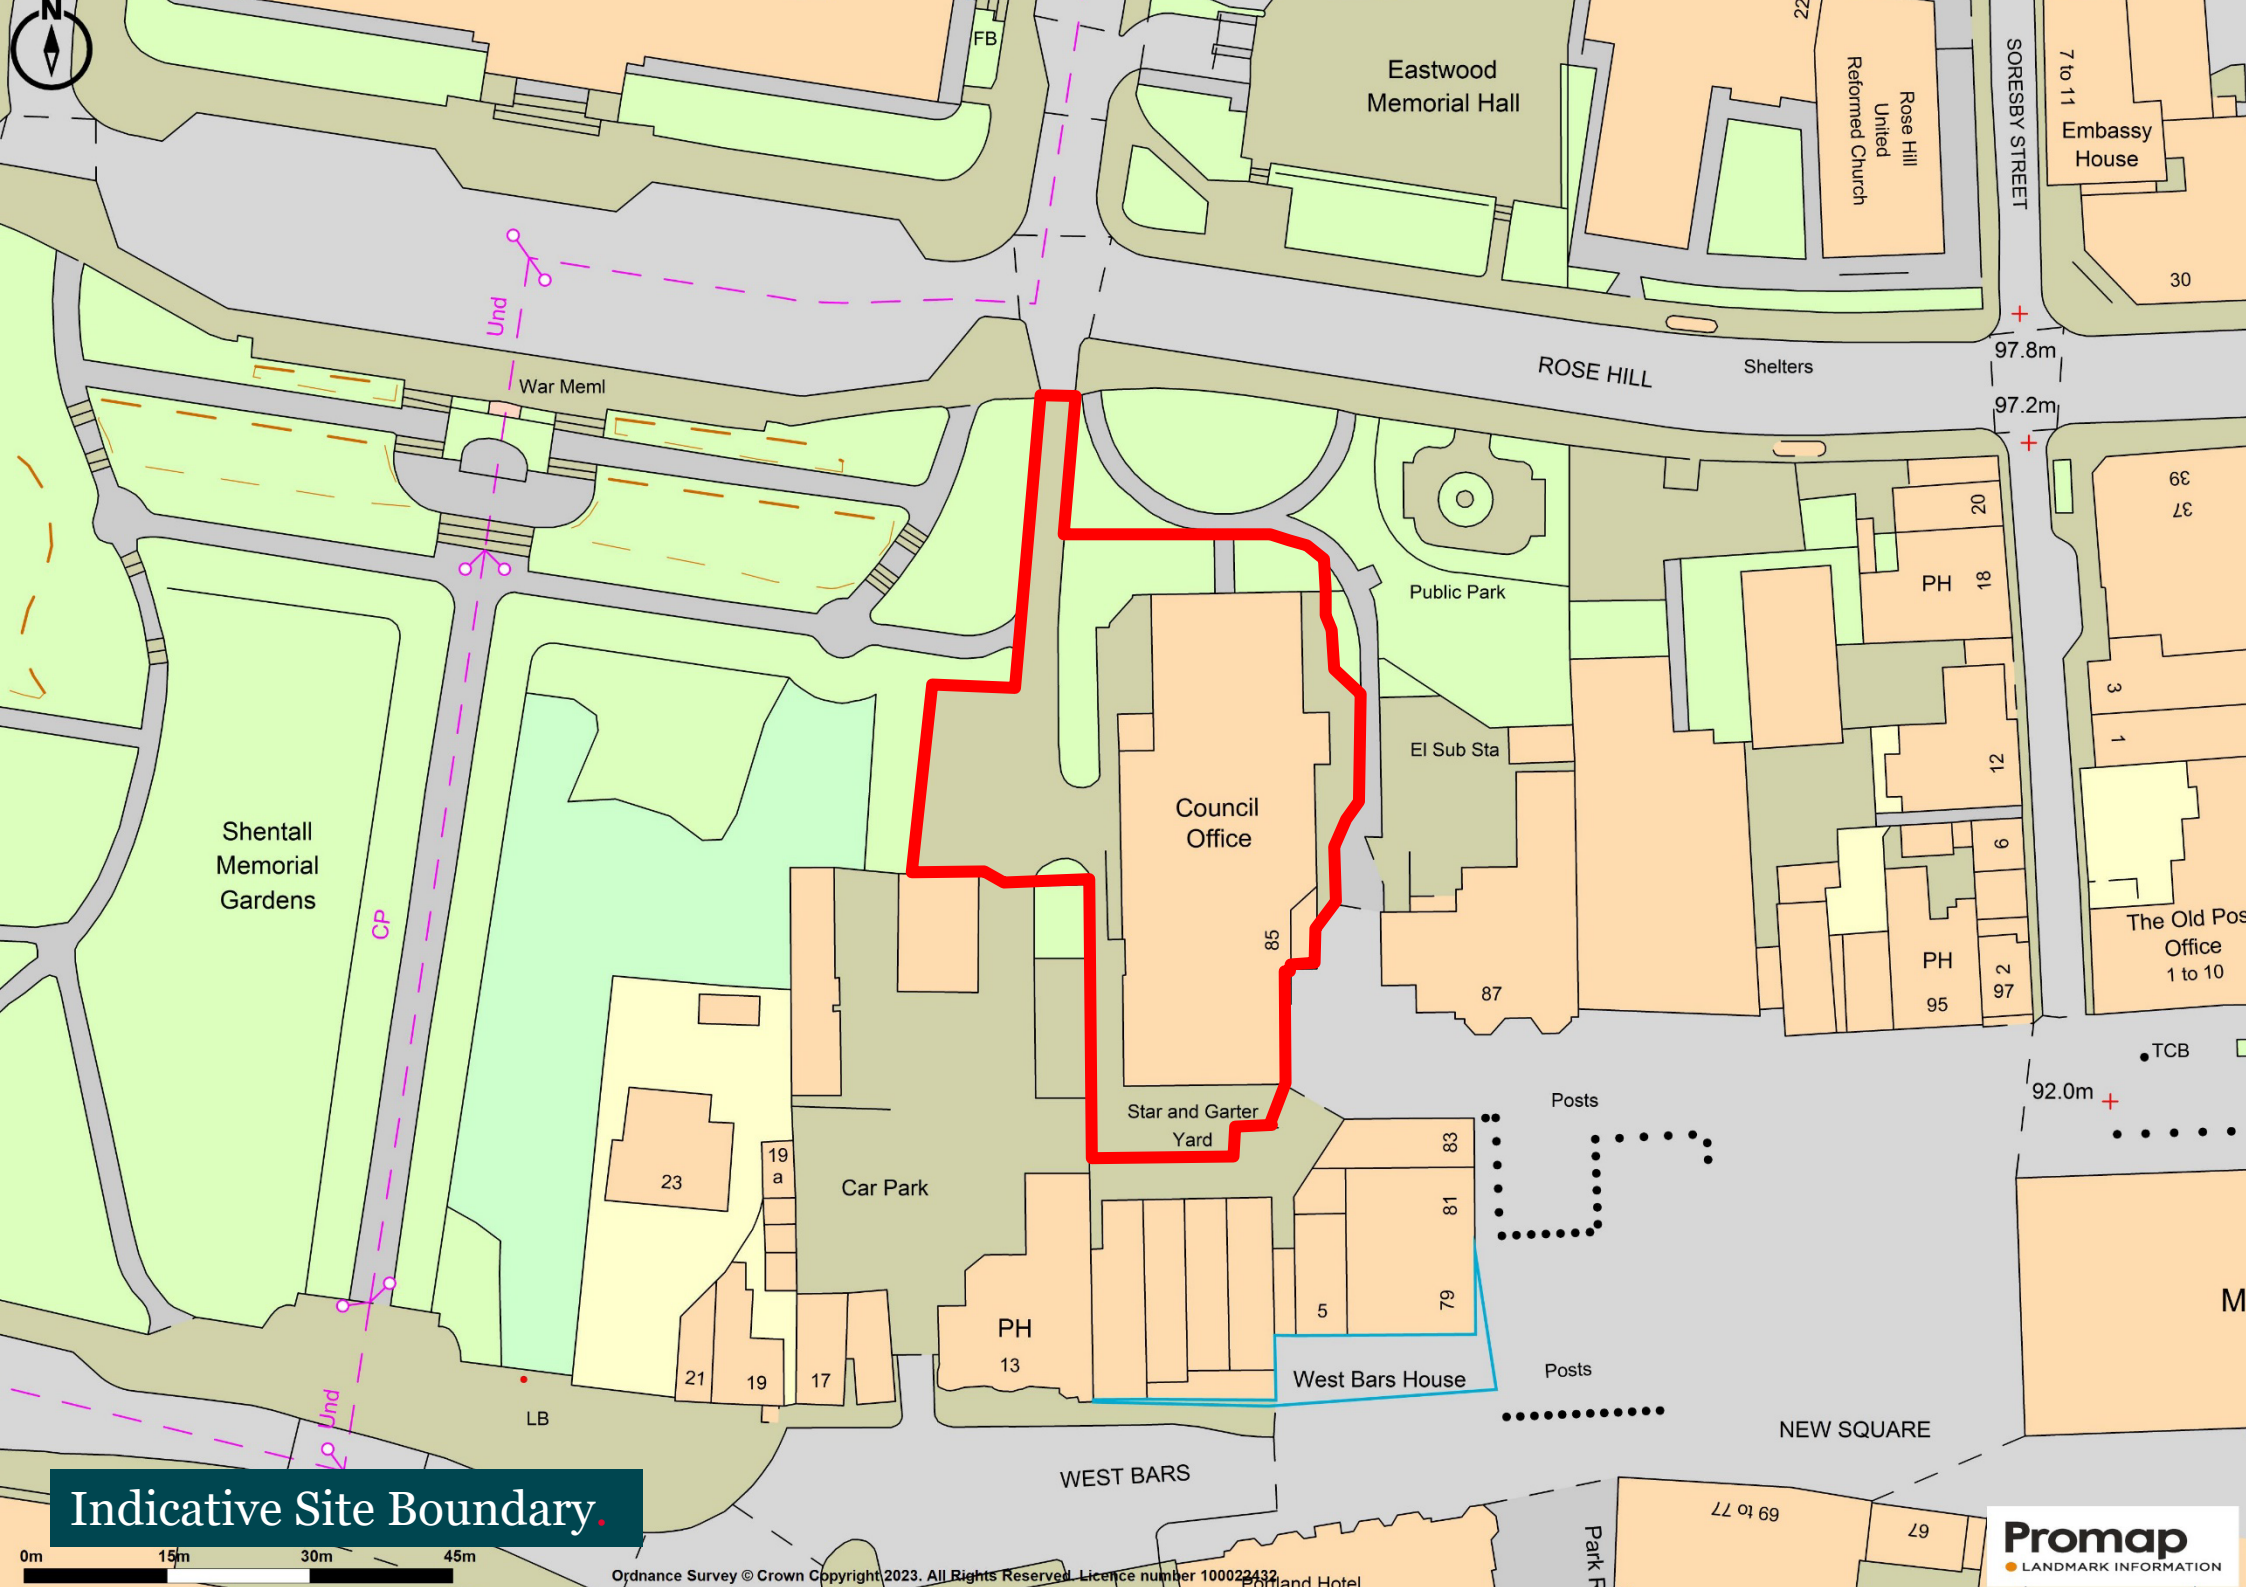 N
FB
Eastwood
Memorial Hall
22
Rose Hill
United
Reformed Church
SORESBY STREET
7 to 11
Embassy
House
30
Und
War Meml
ROSE HILL
Shelters
97.8m
97.2m
39
37
20
PH
18
Public Park
3
1
El Sub Sta
12
Council
Office
Shentall
Memorial
Gardens
CP
85
6
The Old Pos
Office
1 to 10
PH
95
2
97
87
TCB
92.0m
Posts
Star and Garter
Yard
83
19
a
23
Car Park
81
79
5
M
PH
13
West Bars House
Posts
21
19
17
Und
LB
NEW SQUARE
WEST BARS
69 to 77
67
Park R
Indicative Site Boundary.
0m
15m
30m
45m
Ordnance Survey © Crown Copyright 2023. All Rights Reserved. Licence number 100022432
Portland Hotel
Promap
LANDMARK INFORMATION